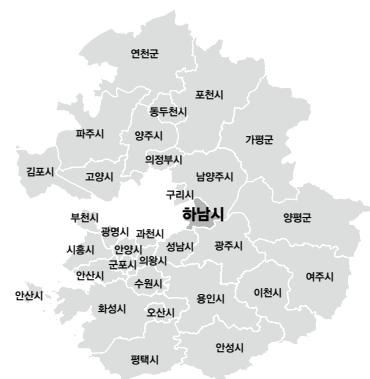 연천군
포천시
동두천시
파주시
양주시
가평군
의정부시
김포시
고양시
남양주시
구리시
하남시
양평군
부천시
광명시
과천시
시흥시
안양시
성남시
광주시
군포시
의왕시
안산시
수원시
여주시
안산시
화성시
오산시
용인시
이천시
평택시
안성시